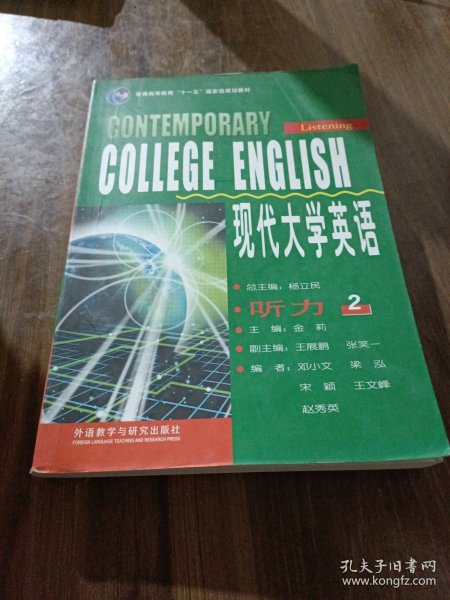 普通高等教育“十一五”国家级规划教材
CONTEMPORARY
Listening
COLLEGE ENGLISH
现代大学英语
总主编：杨立民
听力 2
主编：金莉
副主编：王展鹏 张笑一
编者：邓小文 梁泓
宋颖 王文峰
赵秀英
外语教学与研究出版社
FOREIGN LANGUAGE TEACHING AND RESEARCH PRESS
孔夫子旧书网
www.kongfz.com